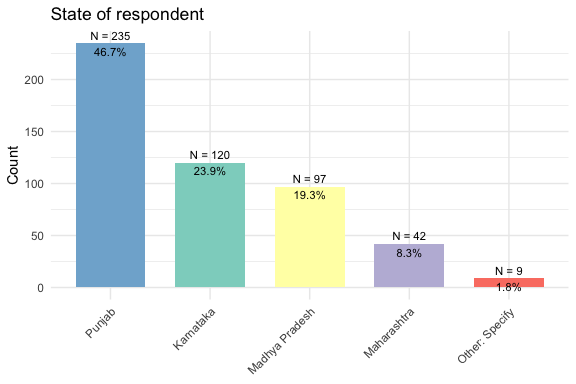 State of respondent
N = 235
46.7%
N = 120
23.9%
N = 97
19.3%
N = 42
8.3%
N = 9
1.8%
Count
200
150
100
50
0
Punjab
Karnataka
Madhya Pradesh
Maharashtra
Other: Specify